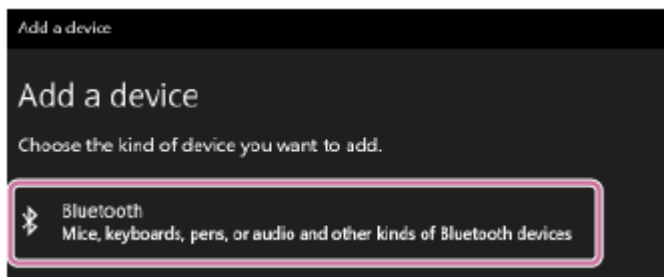 Add a device
Add a device
Choose the kind of device you want to add.
Bluetooth
Mice, keyboards, pens, or audio and other kinds of Bluetooth devices